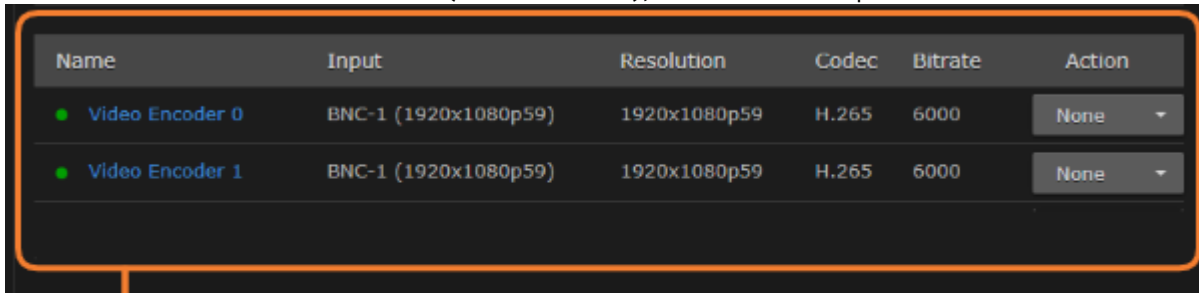 Name Input Resolution Codec Bitrate Action
Video Encoder 0 BNC-1 (1920x1080p59) 1920x1080p59 H.265 6000 None
Video Encoder 1 BNC-1 (1920x1080p59) 1920x1080p59 H.265 6000 None